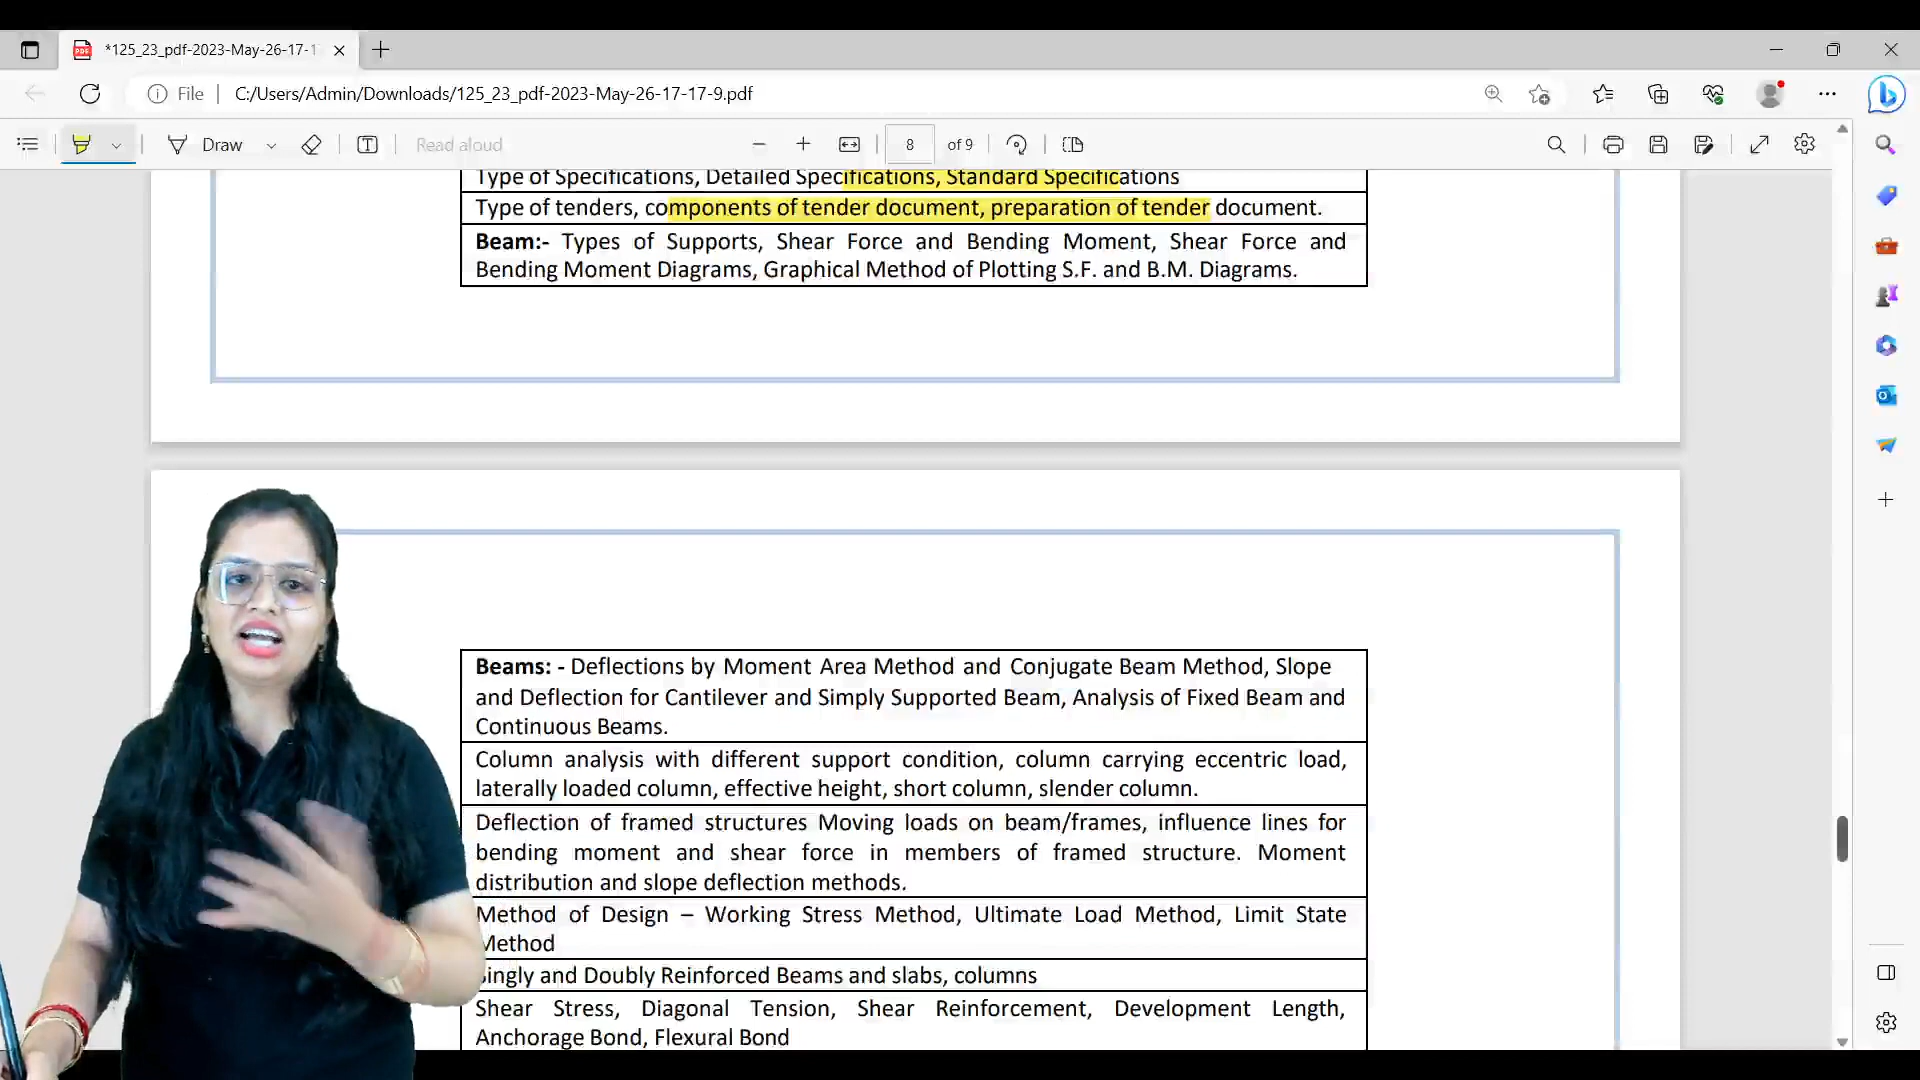 *125_23_pdf-2023-May-26-17-1
File
C:/Users/Admin/Downloads/125_23_pdf-2023-May-26-17-17-9.pdf
Draw
Read aloud
8 of 9
Type of Specifications, Detailed Specifications, Standard Specifications
Type of tenders, components of tender document, preparation of tender document.
Beam:- Types of Supports, Shear Force and Bending Moment, Shear Force and
Bending Moment Diagrams, Graphical Method of Plotting S.F. and B.M. Diagrams.
Beams: - Deflections by Moment Area Method and Conjugate Beam Method, Slope
and Deflection for Cantilever and Simply Supported Beam, Analysis of Fixed Beam and
Continuous Beams.
Column analysis with different support condition, column carrying eccentric load,
laterally loaded column, effective height, short column, slender column.
Deflection of framed structures Moving loads on beam/frames, influence lines for
bending moment and shear force in members of framed structure. Moment
distribution and slope deflection methods.
Method of Design – Working Stress Method, Ultimate Load Method, Limit State
Method
Singly and Doubly Reinforced Beams and slabs, columns
Shear Stress, Diagonal Tension, Shear Reinforcement, Development Length,
Anchorage Bond, Flexural Bond